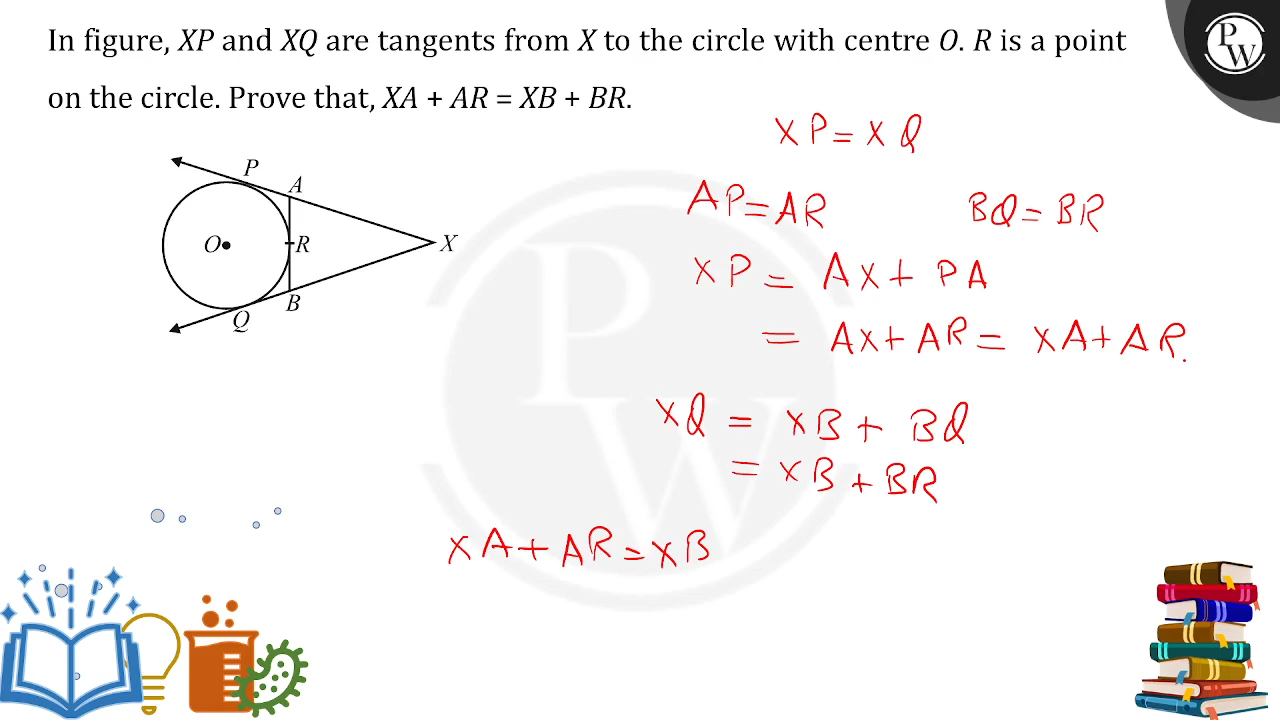 In figure, XP and XQ are tangents from X to the circle with centre O. R is a point
on the circle. Prove that, XA + AR = XB + BR.
P
W
P
A
O
R
X
B
Q
XP = XQ
AP = AR BQ = BR
XP = AX + PA
= AX + AR = XA + AR.
XQ = XB + BQ
= XB + BR
XA + AR = XB
PW